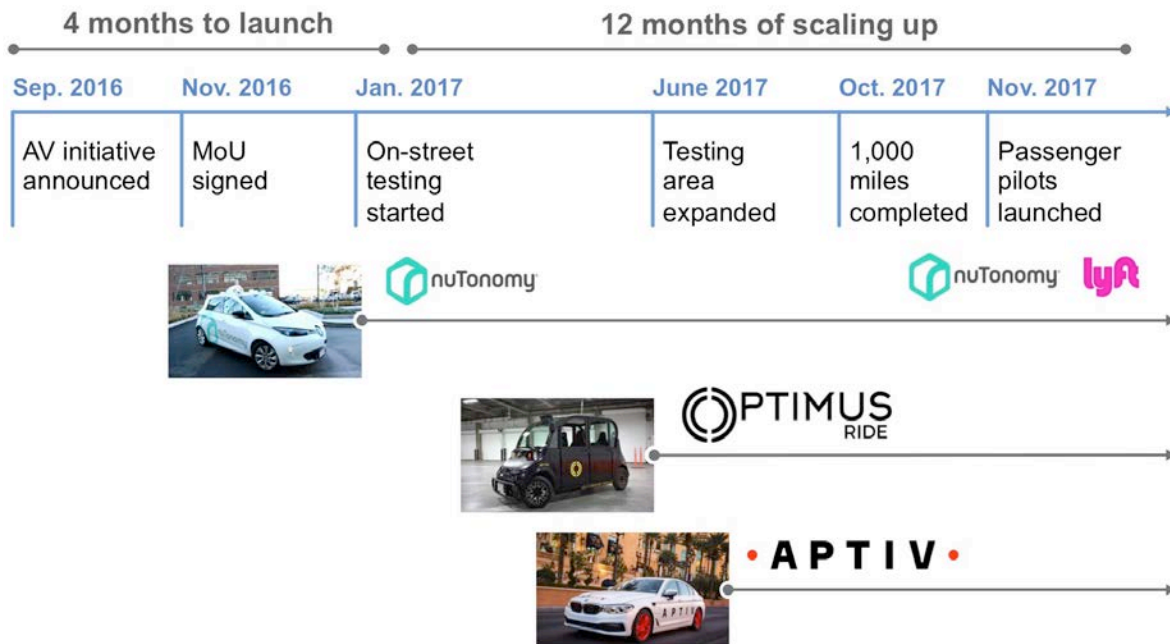 4 months to launch
12 months of scaling up
Sep. 2016
Nov. 2016
Jan. 2017
June 2017
Oct. 2017
Nov. 2017
AV initiative
announced
MoU
signed
On-street
testing
started
Testing
area
expanded
1,000
miles
completed
Passenger
pilots
launched
nuTonomy
nuTonomy
lyft
nuTonomy
OPTIMUS
RIDE
• APTIV •
APTIV